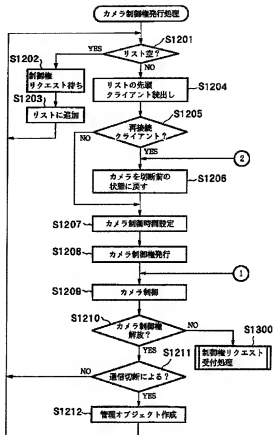 カメラ制御権発行処理
S1201
リスト空?
YES
NO
S1202
制御権
リクエスト待ち
S1203
リストに追加
S1204
リストの先頭
クライアント読出し
S1205
再接続
クライアント?
NO
YES
2
カメラを切断前の
状態に戻す
S1206
S1207
カメラ制御時間設定
S1208
カメラ制御権発行
1
S1209
カメラ制御
S1210
カメラ制御権
解放?
NO
YES
S1300
制御権リクエスト
受付処理
S1211
通信切断による?
NO
YES
S1212
管理オブジェクト作成